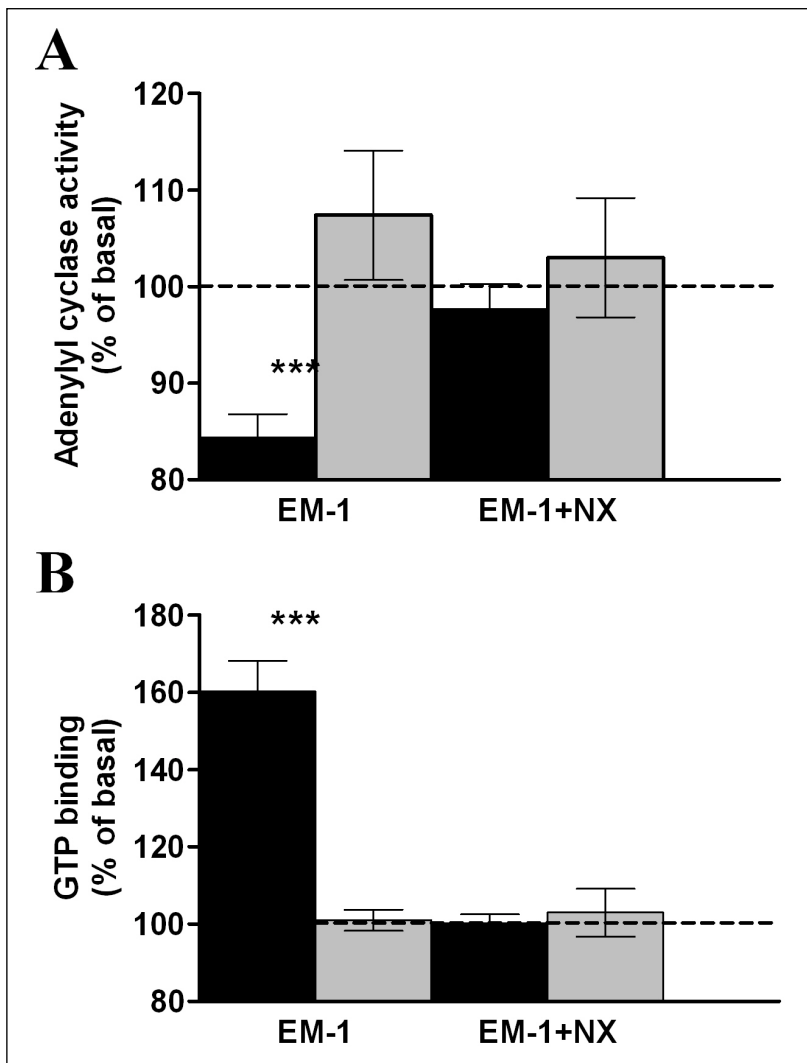 A
Adenylyl cyclase activity
(% of basal)
120
110
100
90
80
***
EM-1
EM-1+NX
B
GTP binding
(% of basal)
180
160
140
120
100
80
***
EM-1
EM-1+NX